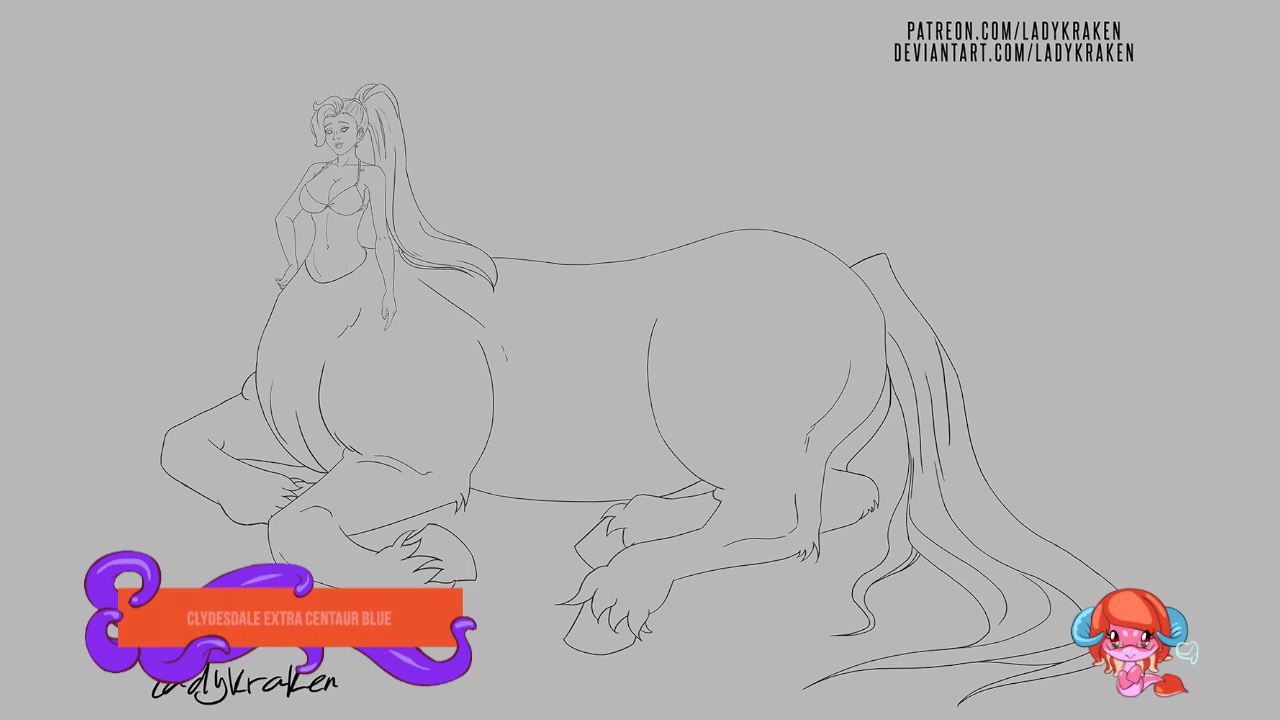 PATREON.COM/LADYKRAKEN
DEVIANTART.COM/LADYKRAKEN
CLYDESDALE EXTRA CENTAUR BLUE
LadyKraken